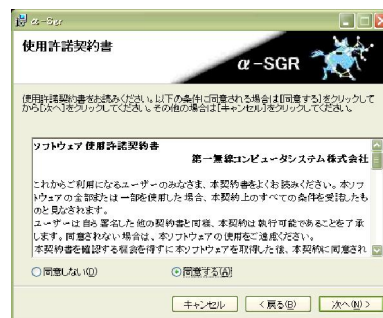 α-Sgr
使用許諾契約書
α-SGR
使用許諾契約書をお読みください。以下の条件に同意される場合は[同意する]をクリックして
から[次へ]をクリックしてください。その他の場合は[キャンセル]をクリックしてください。
ソフトウェア使用許諾契約書
第一無線コンピュータシステム株式会社
これからご利用になるユーザーのみなさま、本契約書をよくお読みください。本ソフ
トウェアの全部または一部を使用した場合、本契約上のすべての条件を受諾したも
のと見なされます。
ユーザーは自ら署名した他の契約書と同様、本契約は執行可能であることを了承
します。同意されない場合は、本ソフトウェアの使用をご遠慮ください。
本契約書を確認する機会を得ずに本ソフトウェアを取得した後、本契約に同意され
同意しない(D) 同意する(A)
キャンセル < 戻る(B) 次へ(N) >